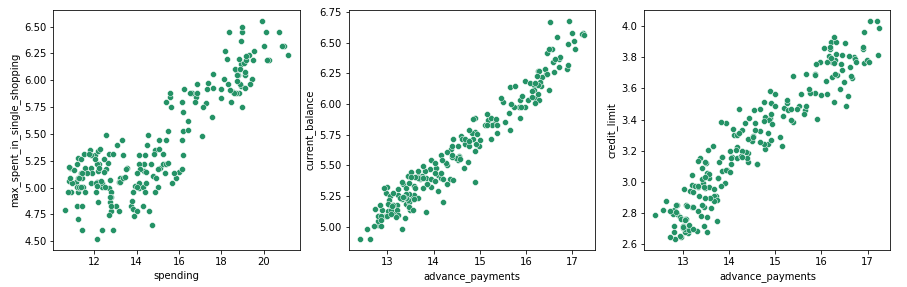 6.50
6.25
6.00
5.75
5.50
5.25
5.00
4.75
4.50
max_spent_in_single_shopping
12 14 16 18 20
spending
6.75
6.50
6.25
6.00
5.75
5.50
5.25
5.00
current_balance
13 14 15 16 17
advance_payments
4.0
3.8
3.6
3.4
3.2
3.0
2.8
2.6
credit_limit
13 14 15 16 17
advance_payments